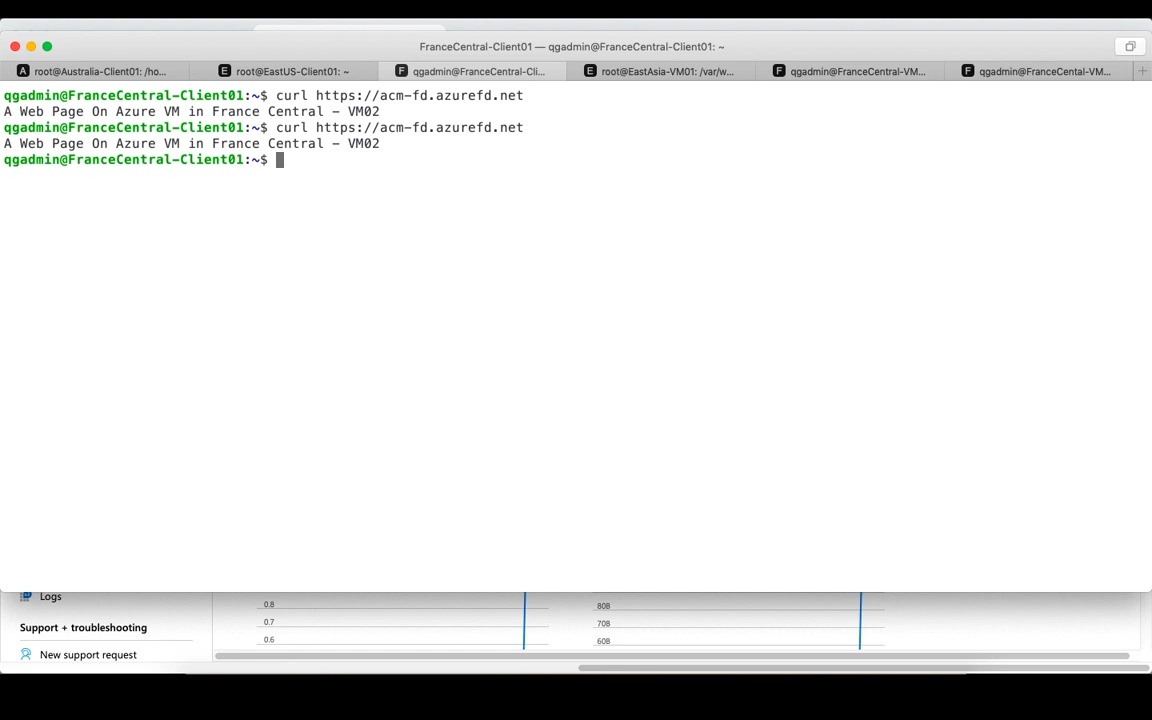 FranceCentral-Client01 — qgadmin@FranceCentral-Client01: ~
A root@Australia-Client01: /ho... E root@EastUS-Client01: ~ F qgadmin@FranceCentral-Cli... E root@EastAsia-VM01: /var/w... F qgadmin@FranceCentral-VM... F qgadmin@FranceCental-VM... +
qgadmin@FranceCentral-Client01:~$ curl https://acm-fd.azurefd.net
A Web Page On Azure VM in France Central - VM02
qgadmin@FranceCentral-Client01:~$ curl https://acm-fd.azurefd.net
A Web Page On Azure VM in France Central - VM02
qgadmin@FranceCentral-Client01:~$
Logs
0.8
80B
0.7
70B
Support + troubleshooting
0.6
60B
New support request